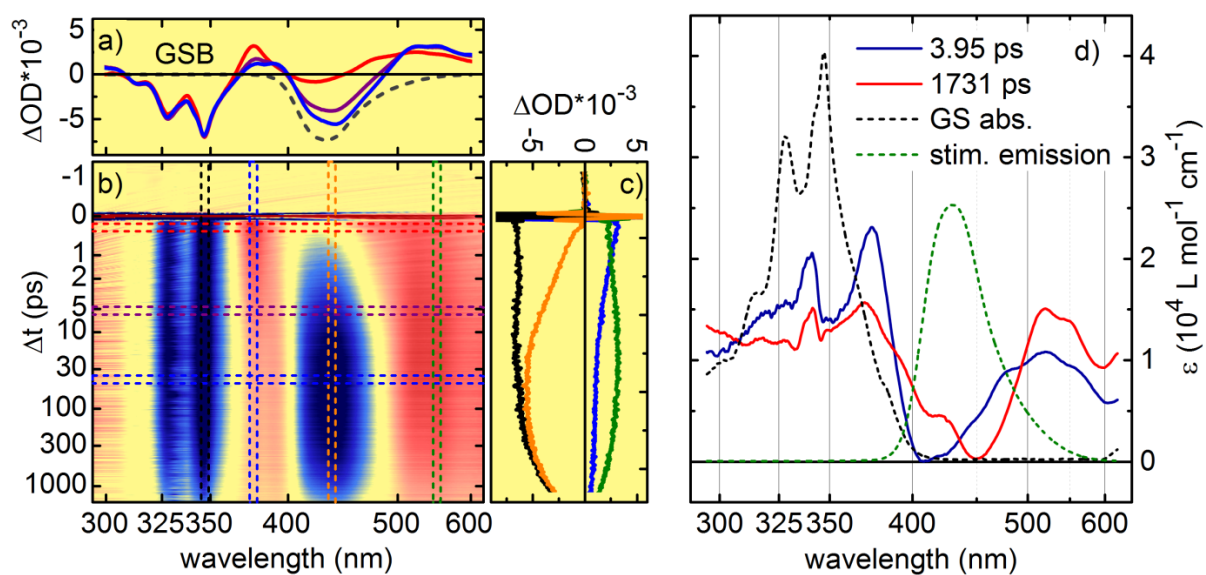 a)
GSB
ΔOD*10⁻³
5
0
-5
b)
Δt (ps)
-1
0
1
2
5
10
30
100
300
1000
300 325 350 400 500 600
wavelength (nm)
ΔOD*10⁻³
-5 0 5
c)
d)
3.95 ps
1731 ps
GS abs.
stim. emission
4
3
2
1
0
ε (10⁴ L mol⁻¹ cm⁻¹)
300 325 350 400 500 600
wavelength (nm)